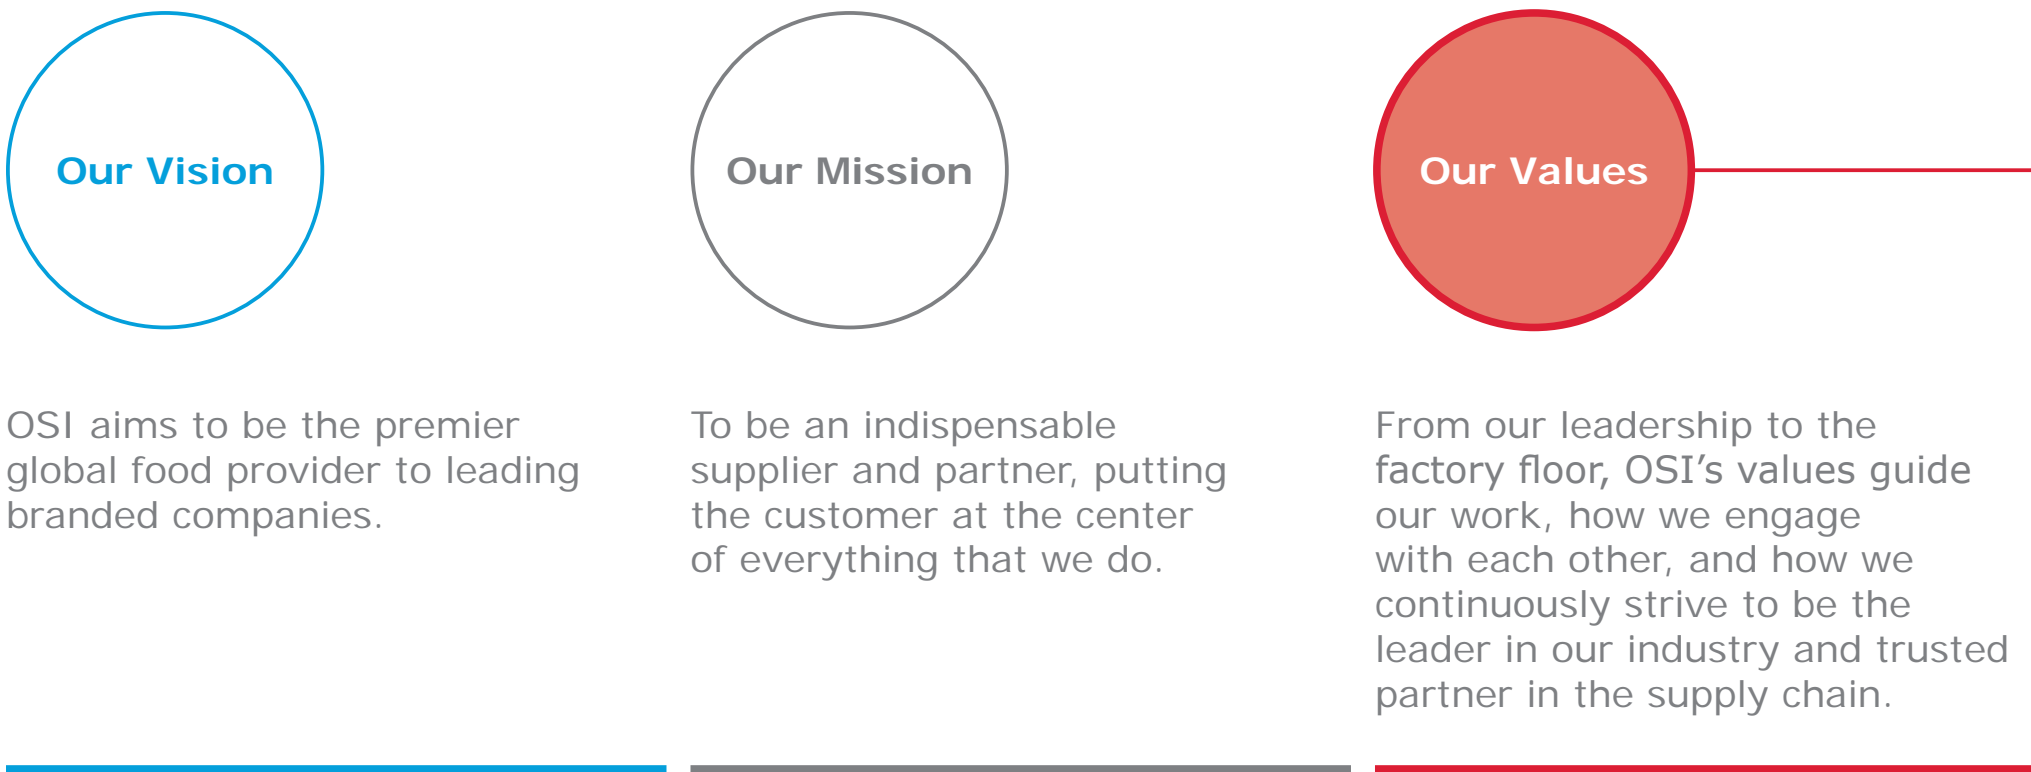 Our Vision
Our Mission
Our Values
OSI aims to be the premier
global food provider to leading
branded companies.
To be an indispensable
supplier and partner, putting
the customer at the center
of everything that we do.
From our leadership to the
factory floor, OSI’s values guide
our work, how we engage
with each other, and how we
continuously strive to be the
leader in our industry and trusted
partner in the supply chain.